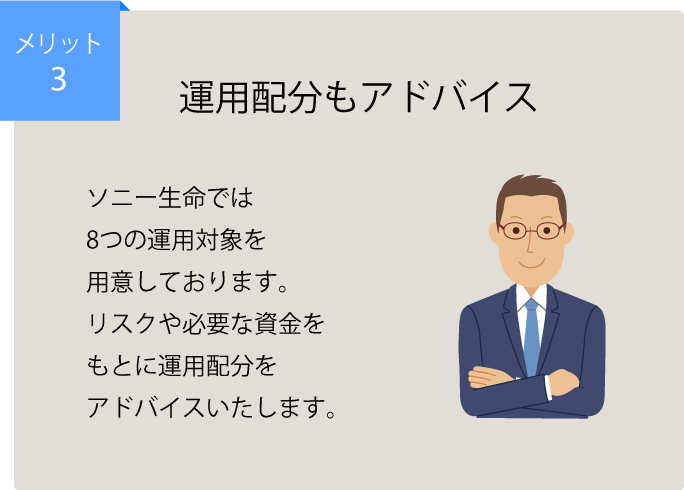 メリット
3
運用配分もアドバイス
ソニー生命では
8つの運用対象を
用意しております。
リスクや必要な資金を
もとに運用配分を
アドバイスいたします。